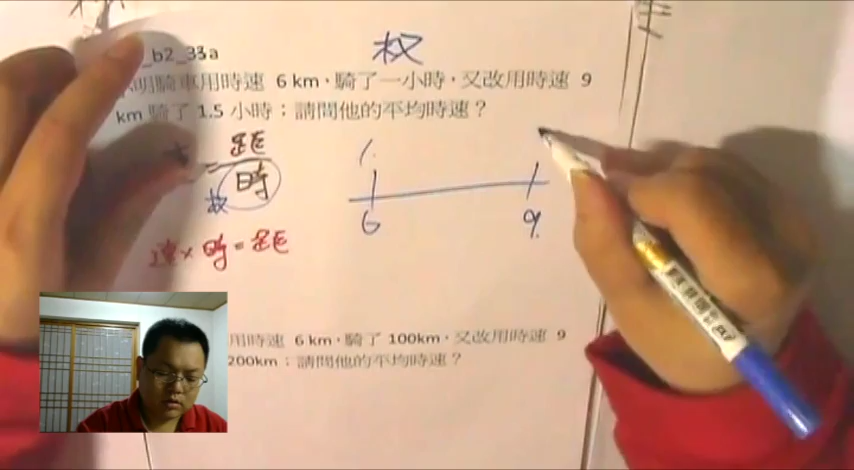 _b2_33a
权
明騎車用時速 6 km，騎了一小時，又改用時速 9
km 騎了 1.5 小時；請問他的平均時速？
距
時
6 9
速×時=距
用時速 6 km，騎了 100km，又改用時速 9
200km；請問他的平均時速？